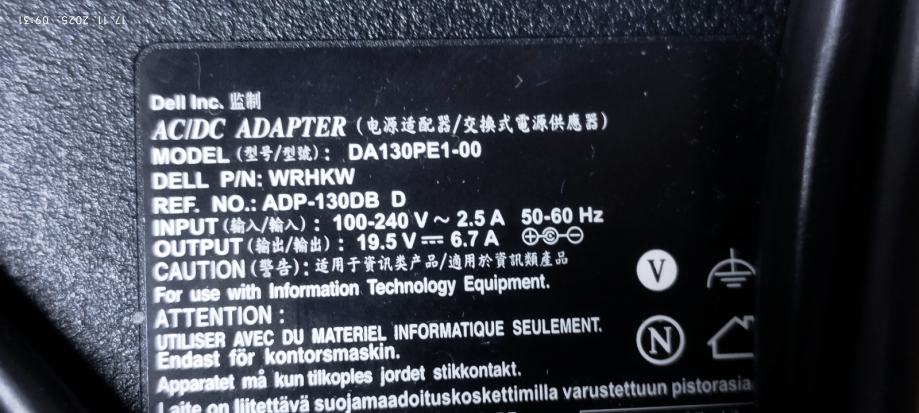 17. 11. 2025 09:31
Dell Inc. 监制
AC/DC ADAPTER (电源适配器/交換式電源供應器)
MODEL (型号/型號): DA130PE1-00
DELL P/N: WRHKW
REF. NO.: ADP-130DB D
INPUT (输入/輸入): 100-240 V ~ 2.5 A 50-60 Hz
OUTPUT (输出/輸出): 19.5 V ⎓ 6.7 A
CAUTION (警告): 适用于资讯类产品/適用於資訊類產品
For use with Information Technology Equipment.
ATTENTION :
UTILISER AVEC DU MATERIEL INFORMATIQUE SEULEMENT.
Endast för kontorsmaskin.
Apparatet må kun tilkoples jordet stikkontakt.
Laite on liitettävä suojamaadoituskoskettimilla varustettuun
V
N